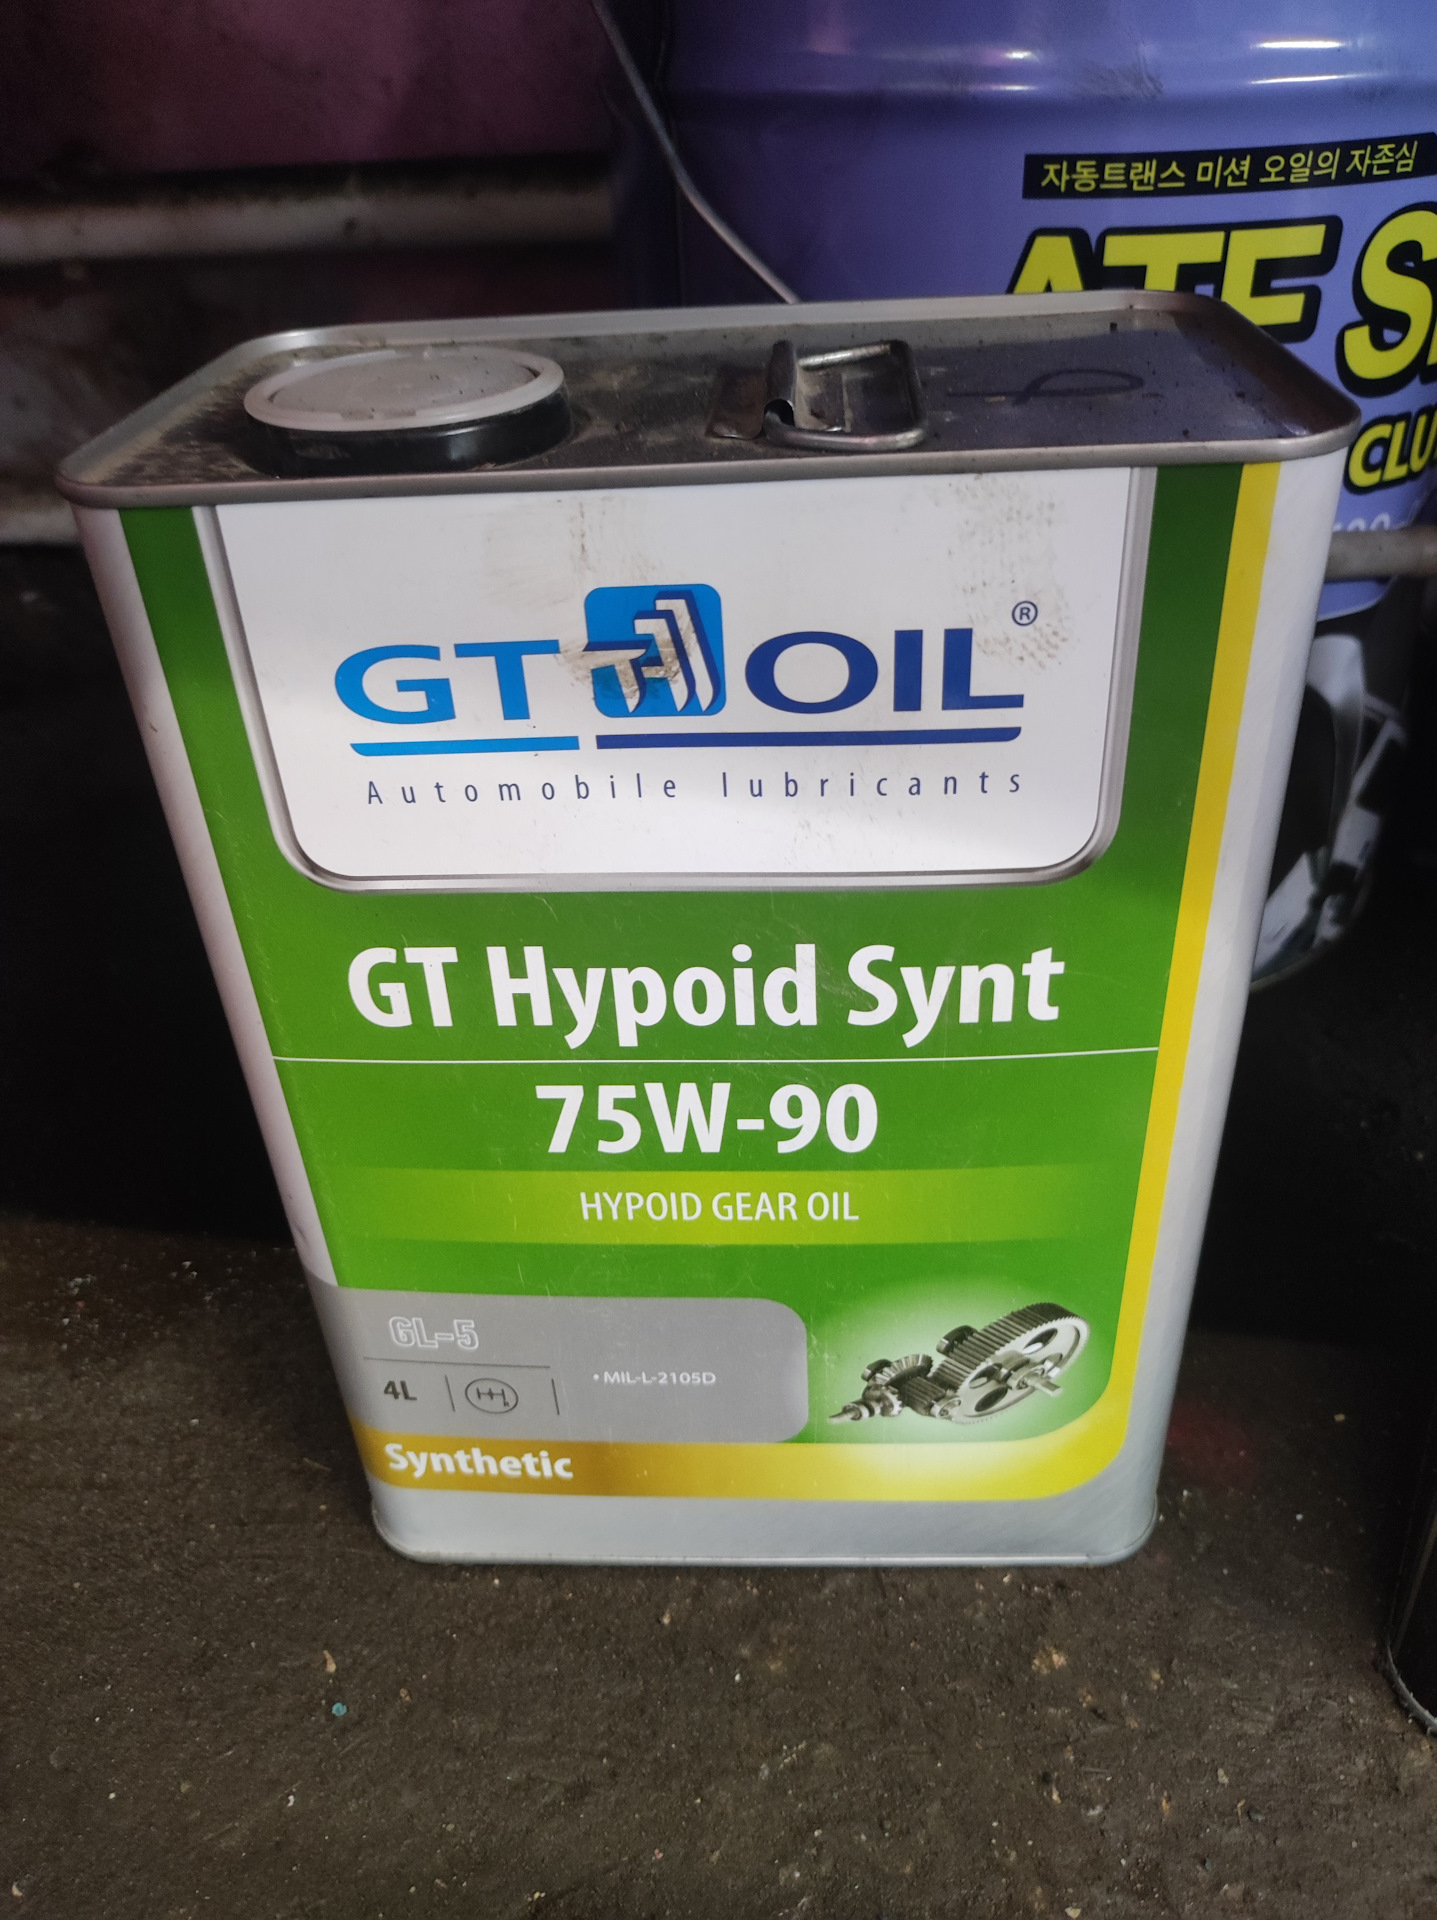 자동트랜스 미션 오일의 자존심
ATF
GT OIL ®
Automobile lubricants
GT Hypoid Synt
75W-90
HYPOID GEAR OIL
GL-5
4L
• MIL-L-2105D
Synthetic